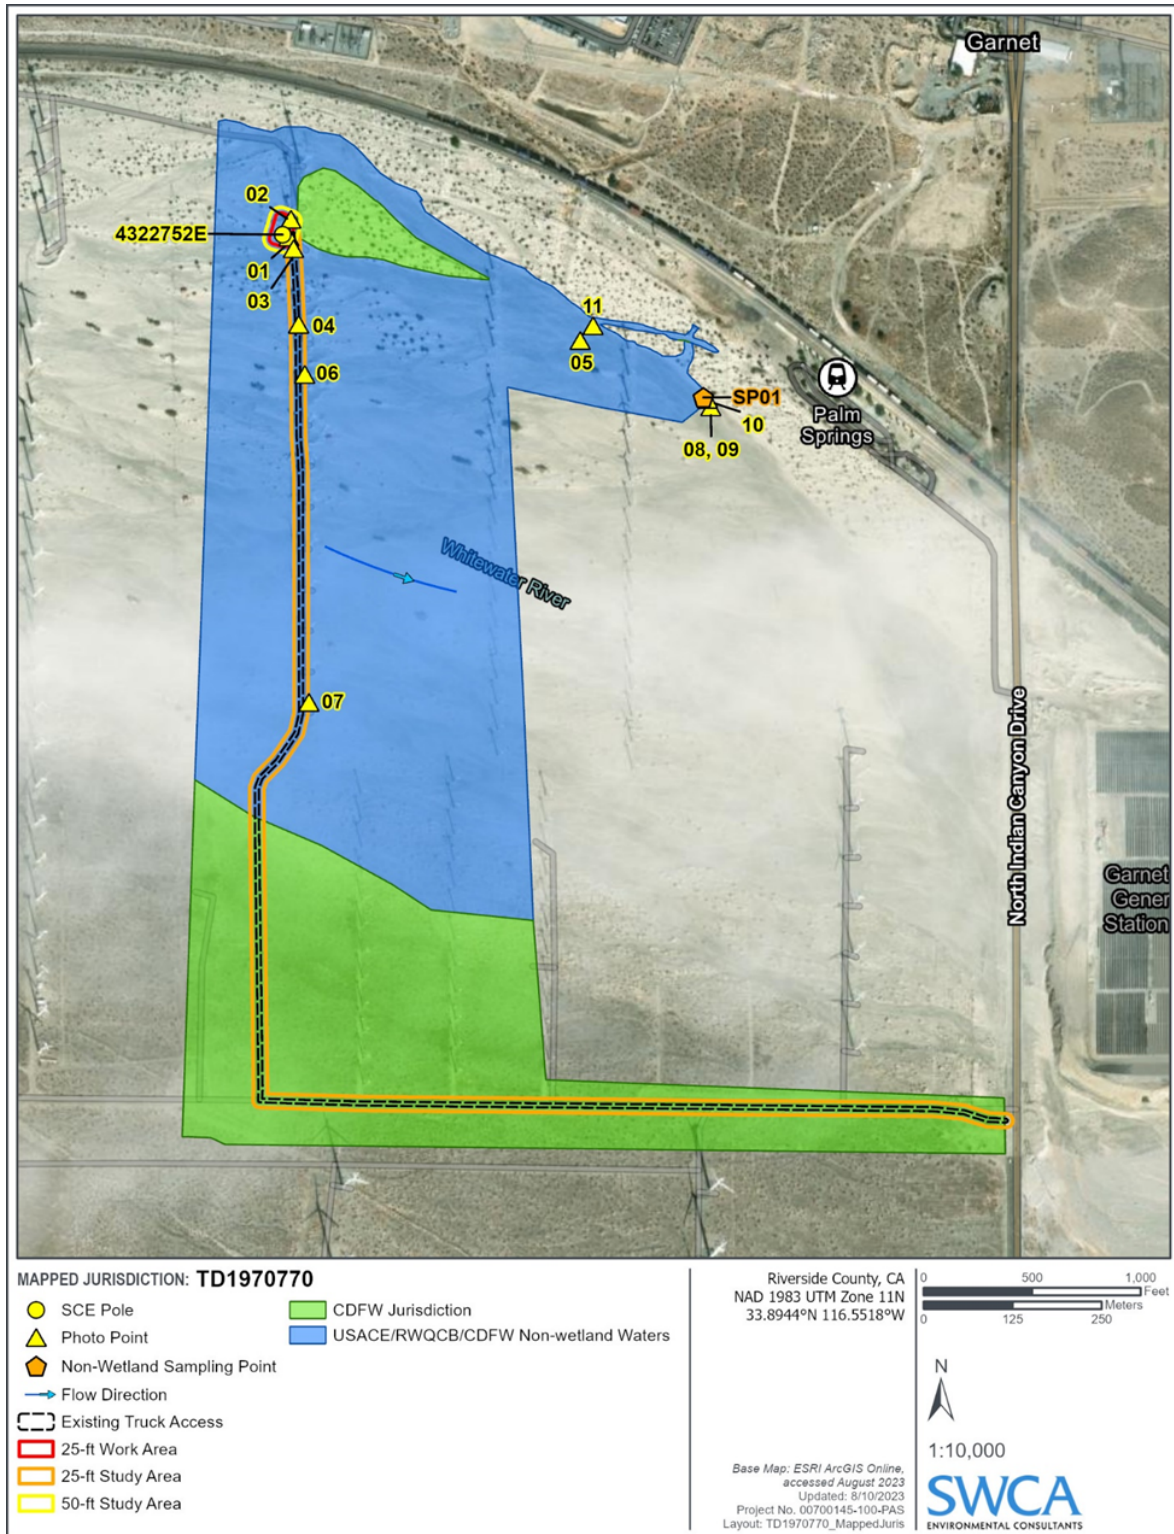 Garnet
02
4322752E
01
03
04
06
11
05
SP01
10
08, 09
Palm
Springs
Whitewater River
07
North Indian Canyon Drive
Garnet
Gener
Station
MAPPED JURISDICTION: TD1970770
SCE Pole
Photo Point
Non-Wetland Sampling Point
Flow Direction
Existing Truck Access
25-ft Work Area
25-ft Study Area
50-ft Study Area
CDFW Jurisdiction
USACE/RWQCB/CDFW Non-wetland Waters
Riverside County, CA
NAD 1983 UTM Zone 11N
33.8944°N 116.5518°W
Base Map: ESRI ArcGIS Online,
accessed August 2023
Updated: 8/10/2023
Project No. 00700145-100-PAS
Layout: TD1970770_MappedJuris
0 500 1,000
Feet
Meters
0 125 250
N
1:10,000
SWCA
ENVIRONMENTAL CONSULTANTS